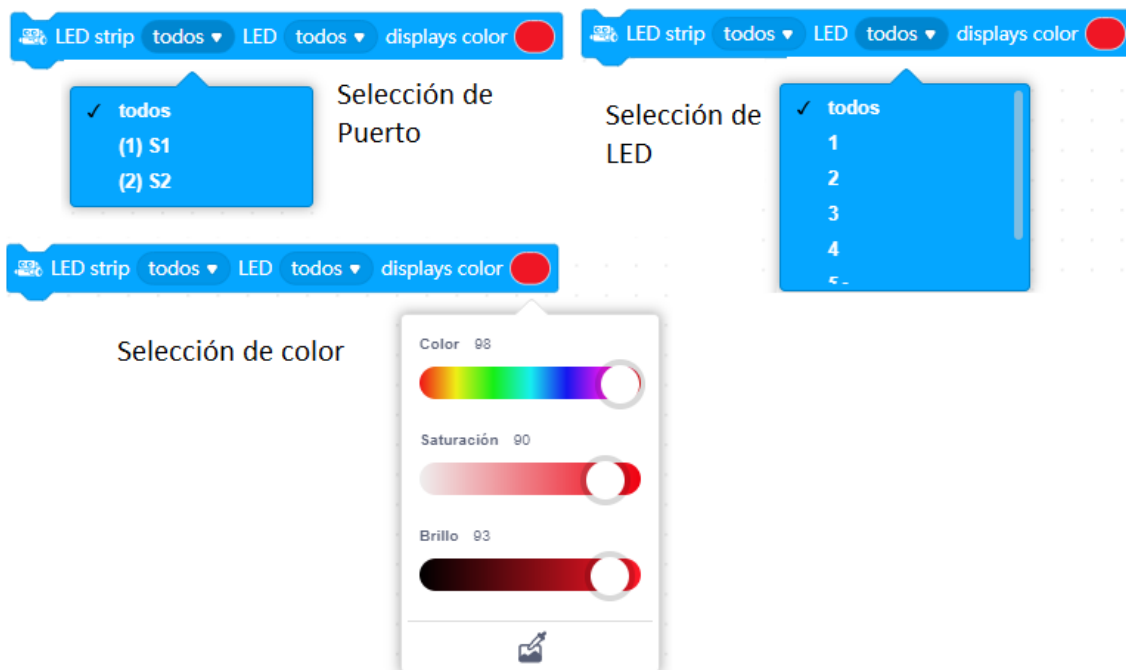 LED strip todos ▾ LED todos ▾ displays color
✓ todos
(1) S1
(2) S2
Selección de
Puerto
LED strip todos ▾ LED todos ▾ displays color
Selección de
LED
✓ todos
1
2
3
4
LED strip todos ▾ LED todos ▾ displays color
Selección de color
Color 98
Saturación 90
Brillo 93